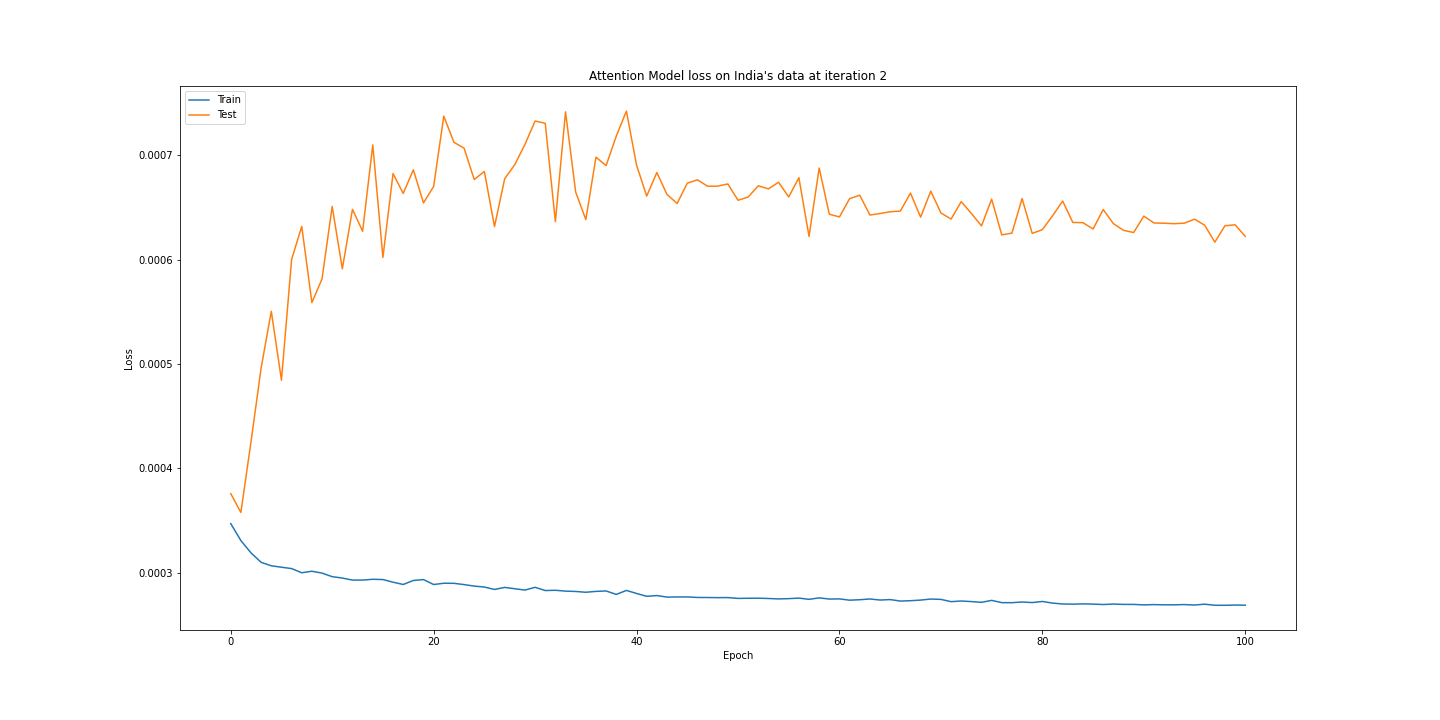 Attention Model loss on India's data at iteration 2
Train
Test
0.0007
0.0006
0.0005
0.0004
0.0003
Loss
0 20 40 60 80 100
Epoch